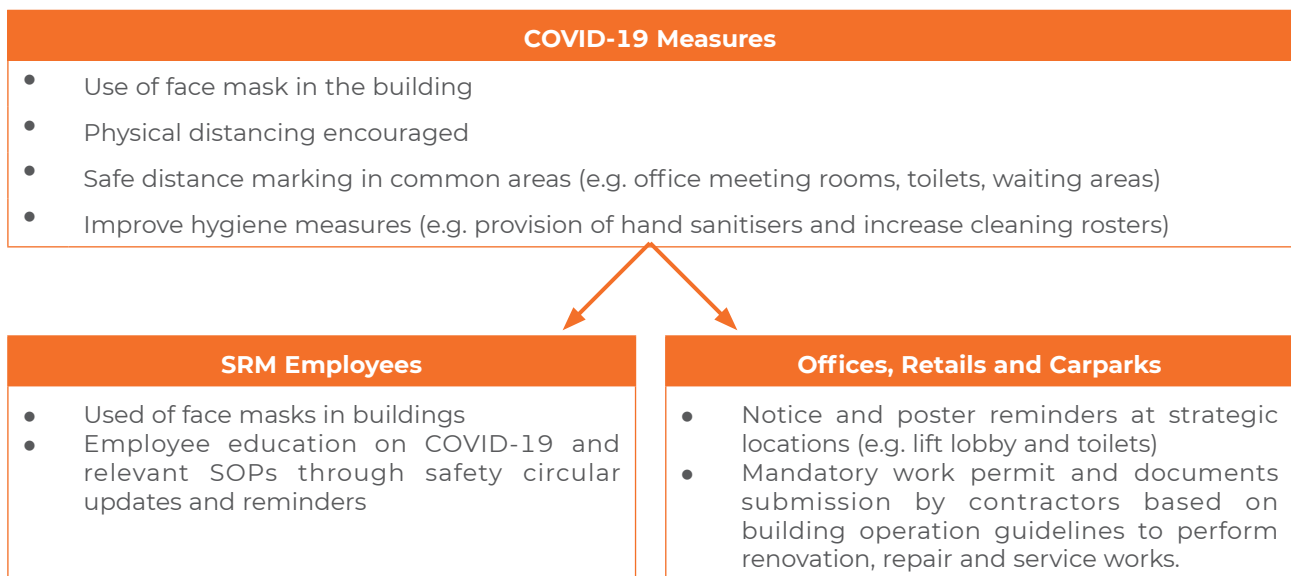 COVID-19 Measures
● Use of face mask in the building
● Physical distancing encouraged
● Safe distance marking in common areas (e.g. office meeting rooms, toilets, waiting areas)
● Improve hygiene measures (e.g. provision of hand sanitisers and increase cleaning rosters)
SRM Employees
● Used of face masks in buildings
● Employee education on COVID-19 and
relevant SOPs through safety circular
updates and reminders
Offices, Retails and Carparks
● Notice and poster reminders at strategic
locations (e.g. lift lobby and toilets)
● Mandatory work permit and documents
submission by contractors based on
building operation guidelines to perform
renovation, repair and service works.